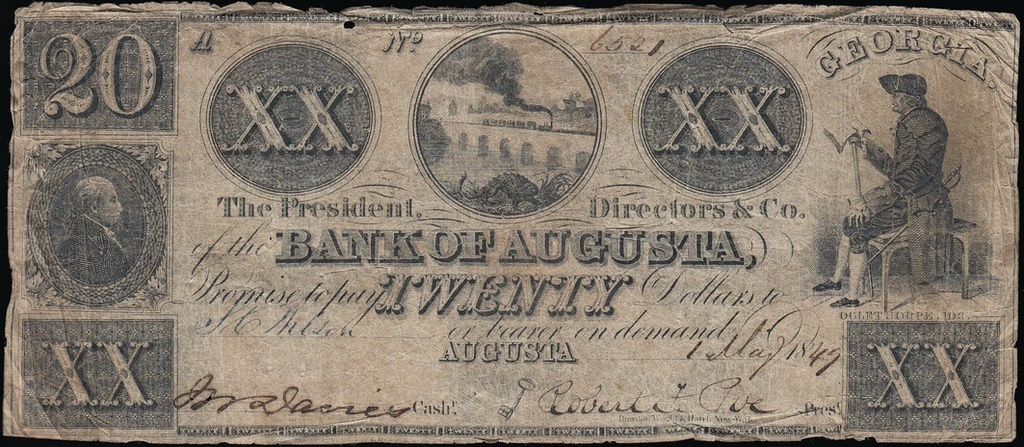 20
A No 6521
GEORGIA.
XX XX
The President, Directors & Co.
of the BANK OF AUGUSTA,
Promise to pay TWENTY Dollars to
or bearer on demand
AUGUSTA 1 May 1849
XX XX
Cash.r Robert F Poe Pres.t